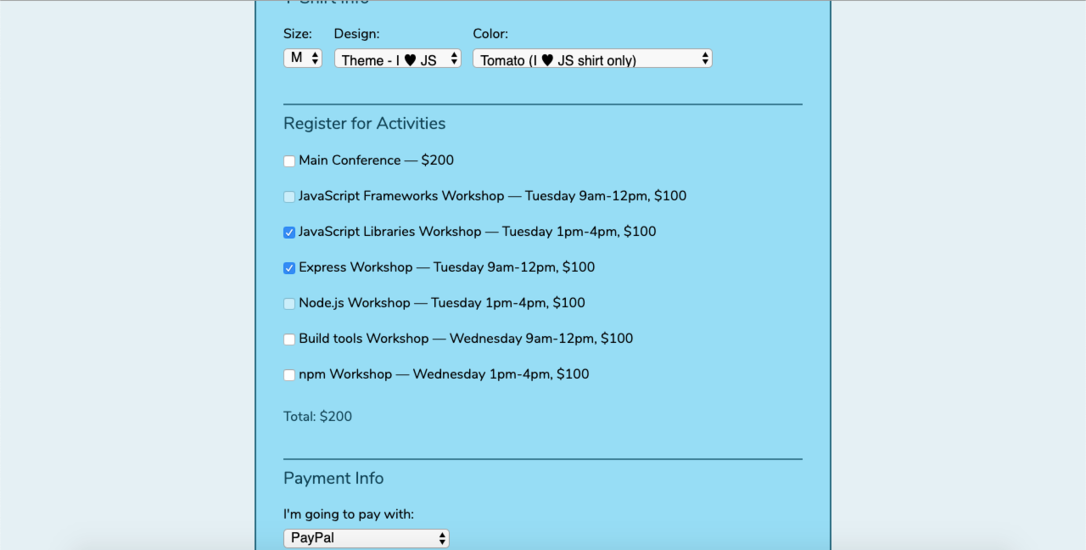 T-Shirt Info
Size: Design: Color:
M Theme - I ♥ JS Tomato (I ♥ JS shirt only)
Register for Activities
Main Conference — $200
JavaScript Frameworks Workshop — Tuesday 9am-12pm, $100
JavaScript Libraries Workshop — Tuesday 1pm-4pm, $100
Express Workshop — Tuesday 9am-12pm, $100
Node.js Workshop — Tuesday 1pm-4pm, $100
Build tools Workshop — Wednesday 9am-12pm, $100
npm Workshop — Wednesday 1pm-4pm, $100
Total: $200
Payment Info
I'm going to pay with:
PayPal